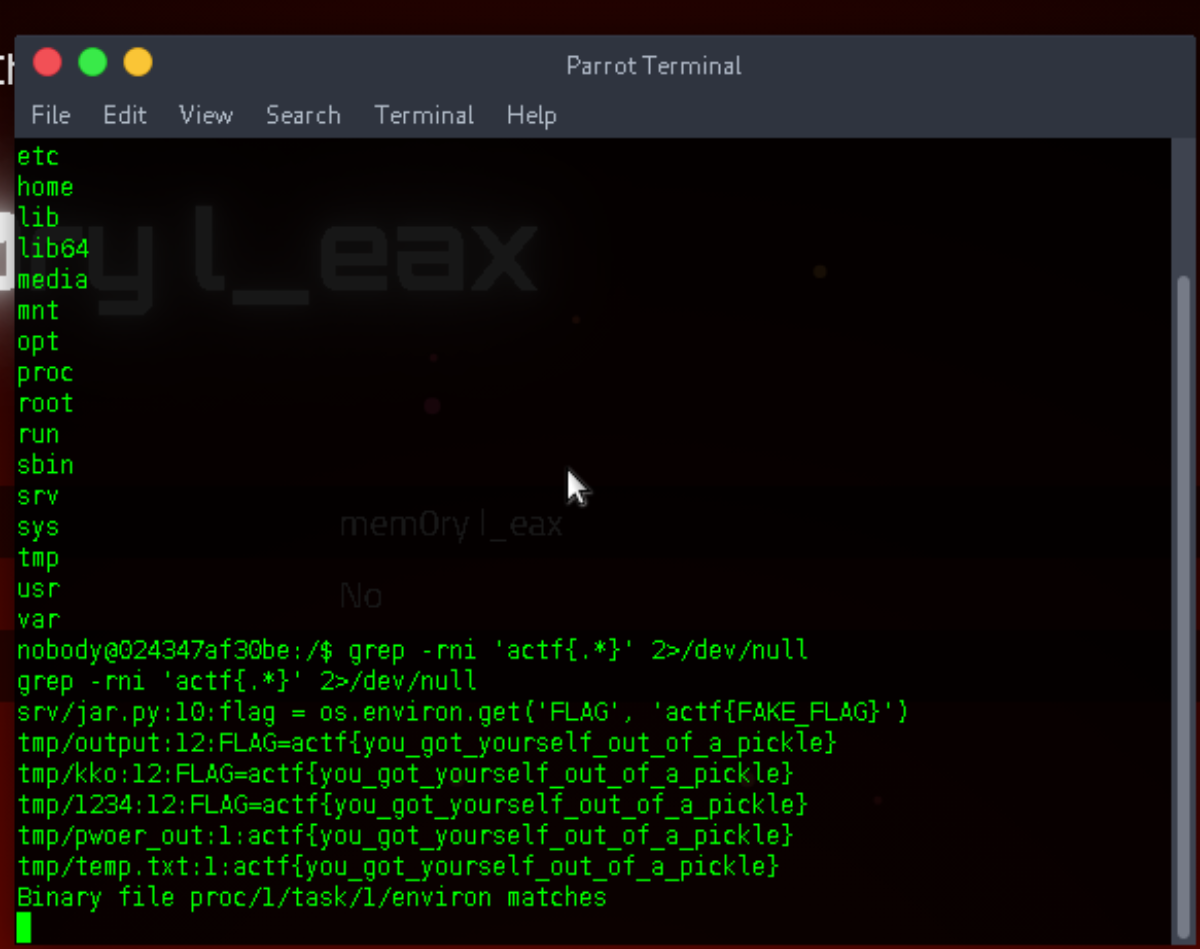 Parrot Terminal
File Edit View Search Terminal Help
etc
home
lib
lib64
media
mnt
opt
proc
root
run
sbin
srv
sys
tmp
usr
var
ry l_eax
mem0ry l_eax
No
nobody@024347af30be:/$ grep -rni 'actf{.*}' 2>/dev/null
grep -rni 'actf{.*}' 2>/dev/null
srv/jar.py:10:flag = os.environ.get('FLAG', 'actf{FAKE_FLAG}')
tmp/output:12:FLAG=actf{you_got_yourself_out_of_a_pickle}
tmp/kko:12:FLAG=actf{you_got_yourself_out_of_a_pickle}
tmp/1234:12:FLAG=actf{you_got_yourself_out_of_a_pickle}
tmp/pwoer_out:1:actf{you_got_yourself_out_of_a_pickle}
tmp/temp.txt:1:actf{you_got_yourself_out_of_a_pickle}
Binary file proc/1/task/1/environ matches